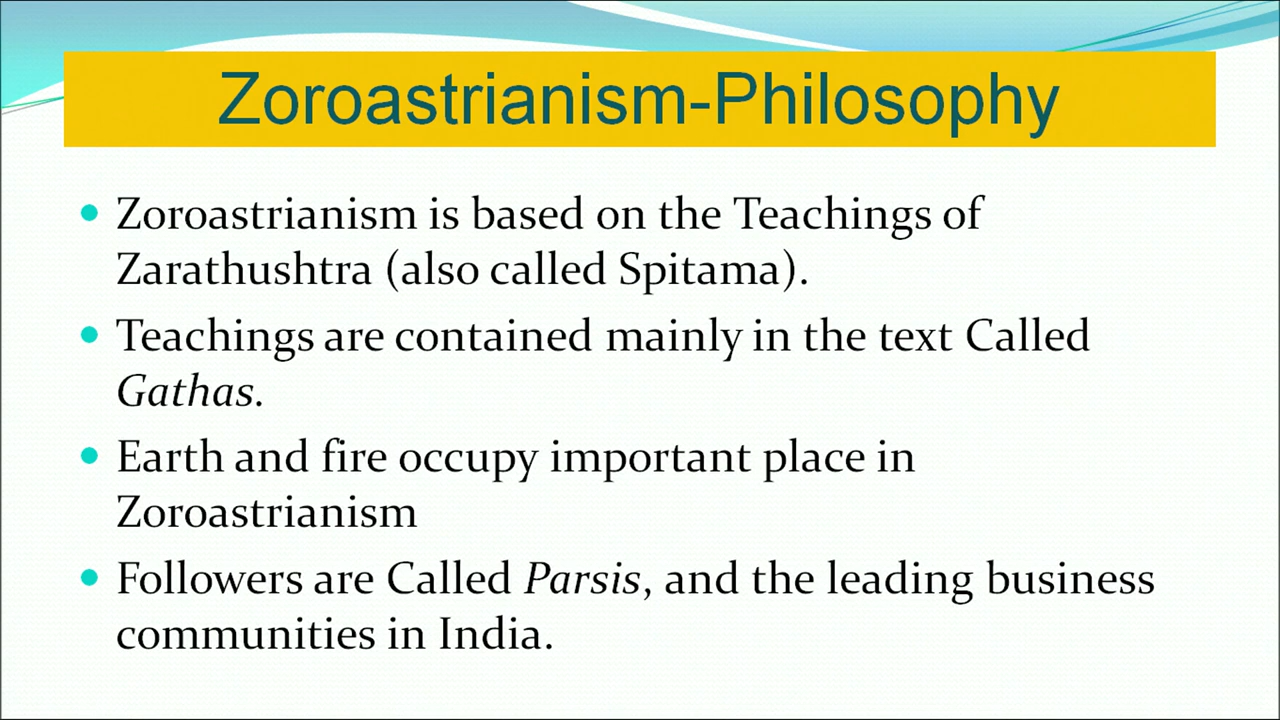 Zoroastrianism-Philosophy
Zoroastrianism is based on the Teachings of
Zarathushtra (also called Spitama).
Teachings are contained mainly in the text Called
Gathas.
Earth and fire occupy important place in
Zoroastrianism
Followers are Called Parsis, and the leading business
communities in India.